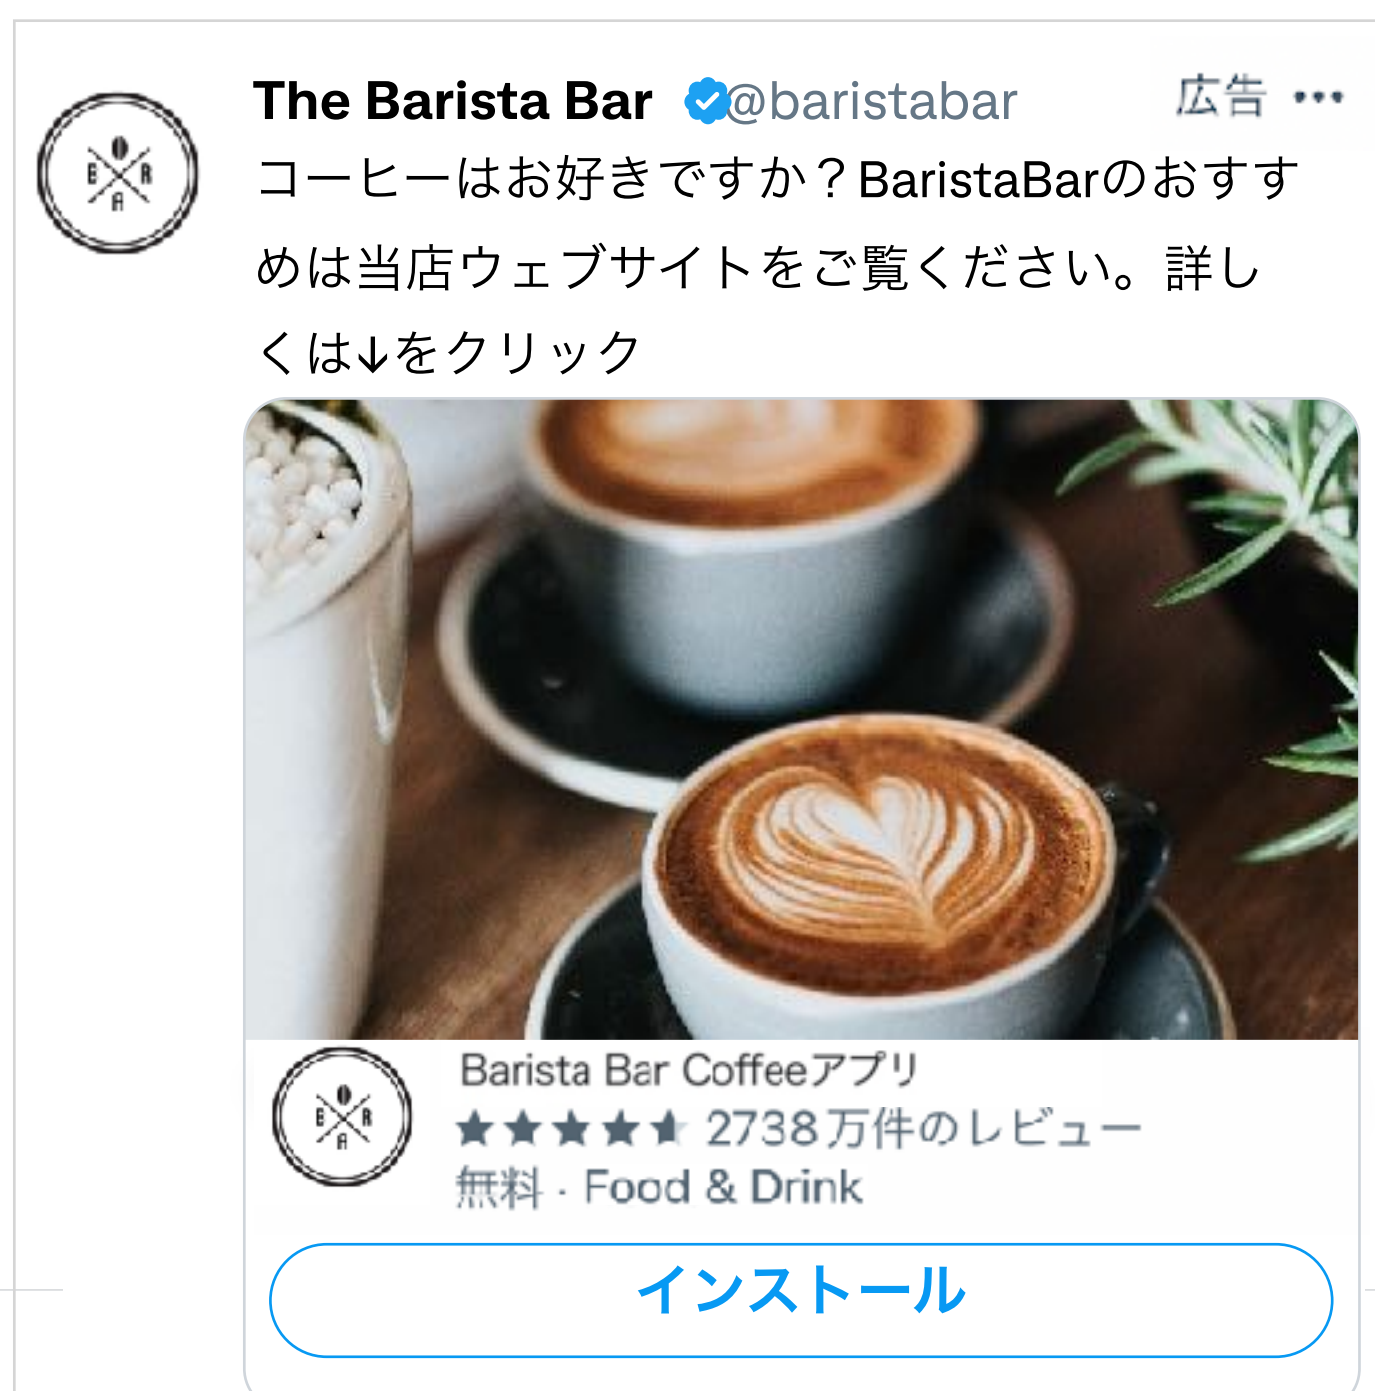 The Barista Bar @baristabar 広告 •••
コーヒーはお好きですか？BaristaBarのおすす
めは当店ウェブサイトをご覧ください。詳し
くは↓をクリック
O
B R
A
Barista Bar Coffeeアプリ
★★★★★ 2738万件のレビュー
無料 · Food & Drink
インストール